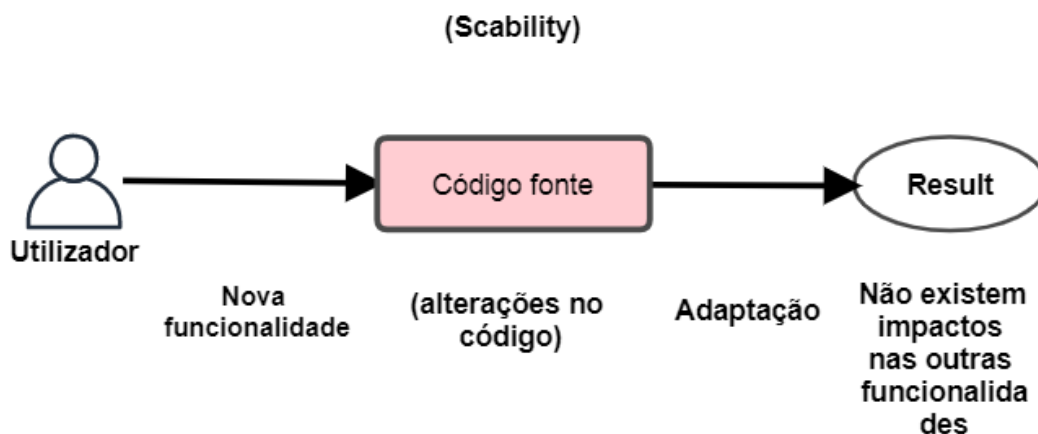 (Scability)
Código fonte
Result
Utilizador
Nova
funcionalidade
(alterações no
código)
Adaptação
Não existem
impactos
nas outras
funcionalida
des